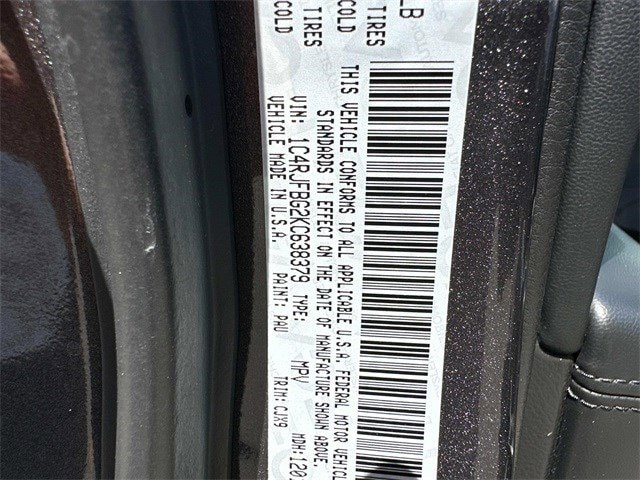 LB
TIRES TIRES
COLD COLD
THIS VEHICLE CONFORMS TO ALL APPLICABLE U.S.A. FEDERAL MOTOR
STANDARDS IN EFFECT ON THE DATE OF MANUFACTURE SHOWN ABOVE.
VIN: 1C4RJFBG2KC638379 TYPE: MPV MDH:
VEHICLE MADE IN U.S.A. PAINT: PAU TRIM: CJX9